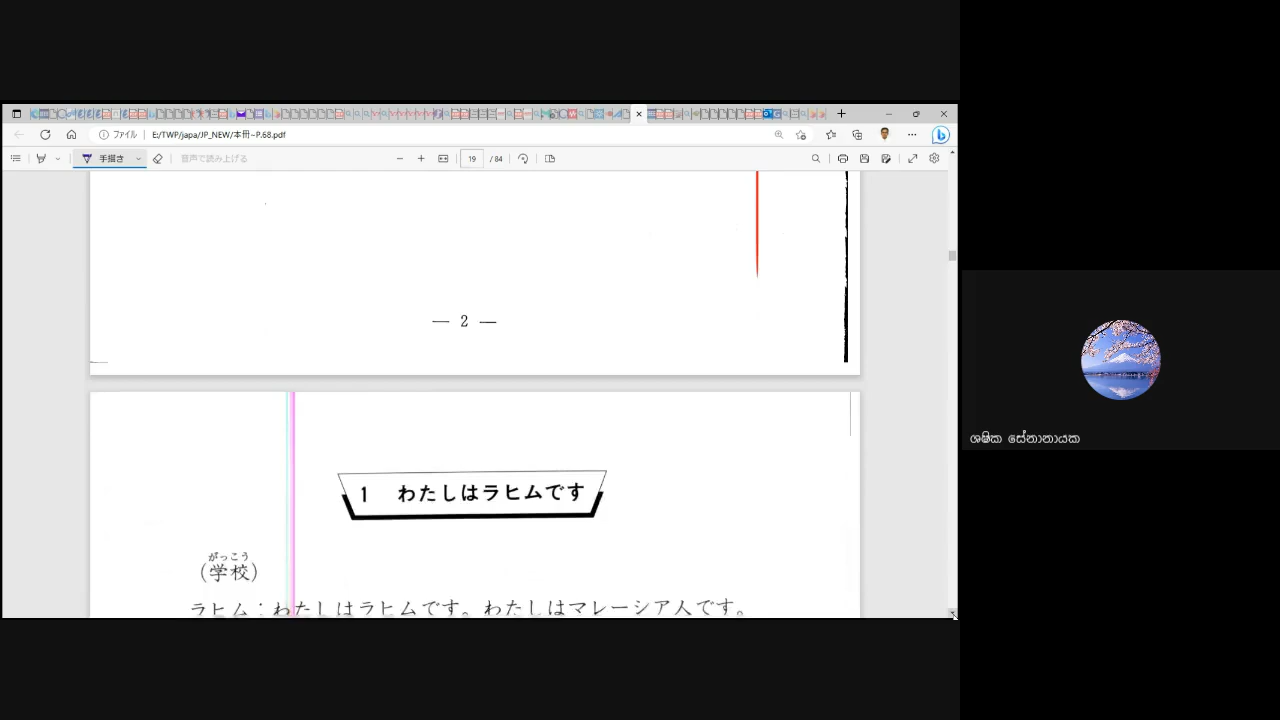 ファイル | E:/TWP/japa/JP_NEW/本冊~P.68.pdf
手描き 音声で読み上げる 19 / 84
— 2 —
1 わたしはラヒムです
がっこう
(学校)
ラヒム:わたしはラヒムです。わたしはマレーシア人です。
ශෂික සේනානායක